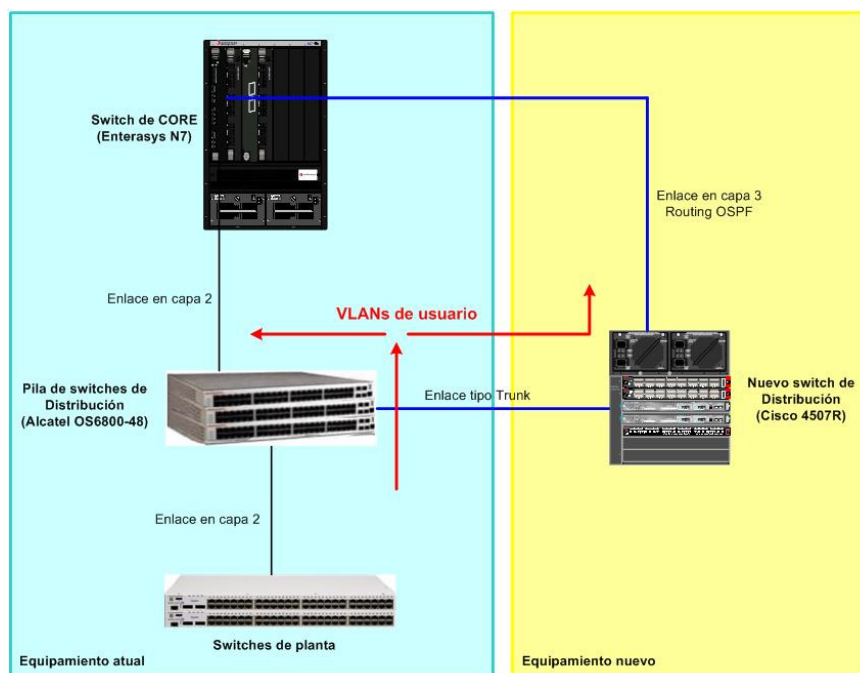 Switch de CORE
(Enterasys N7)
Enlace en capa 3
Routing OSPF
Enlace en capa 2
VLANs de usuario
Pila de switches de
Distribución
(Alcatel OS6800-48)
Enlace tipo Trunk
Nuevo switch de
Distribución
(Cisco 4507R)
Enlace en capa 2
Switches de planta
Equipamiento atual
Equipamiento nuevo